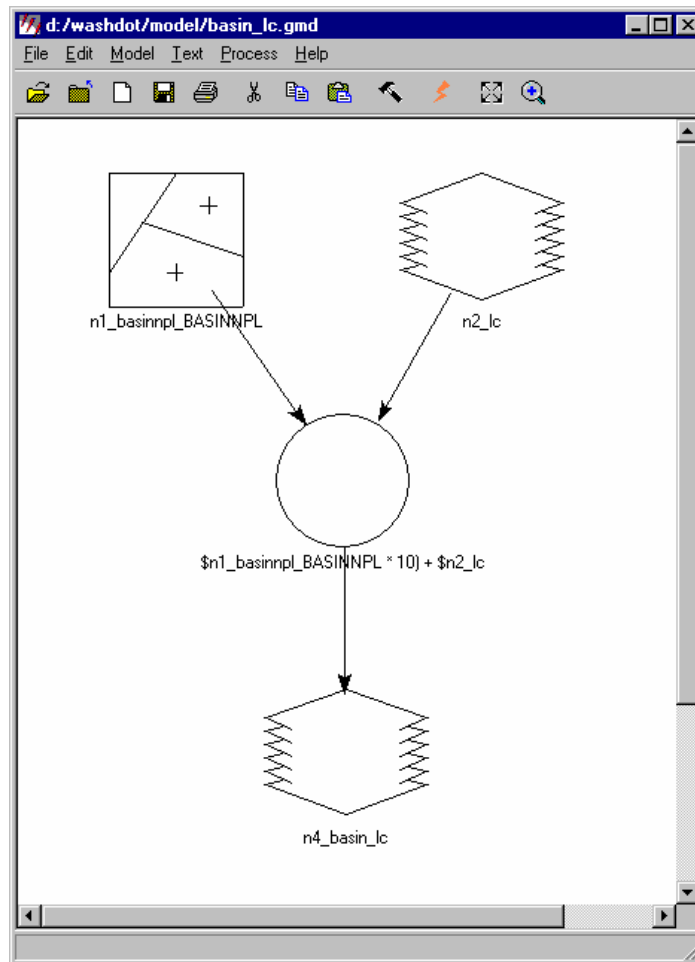 d:/washdot/model/basin_lc.gmd
File Edit Model Text Process Help
n1_basinnpl_BASINNPL
n2_lc
$n1_basinnpl_BASINNPL * 10) + $n2_lc
n4_basin_lc